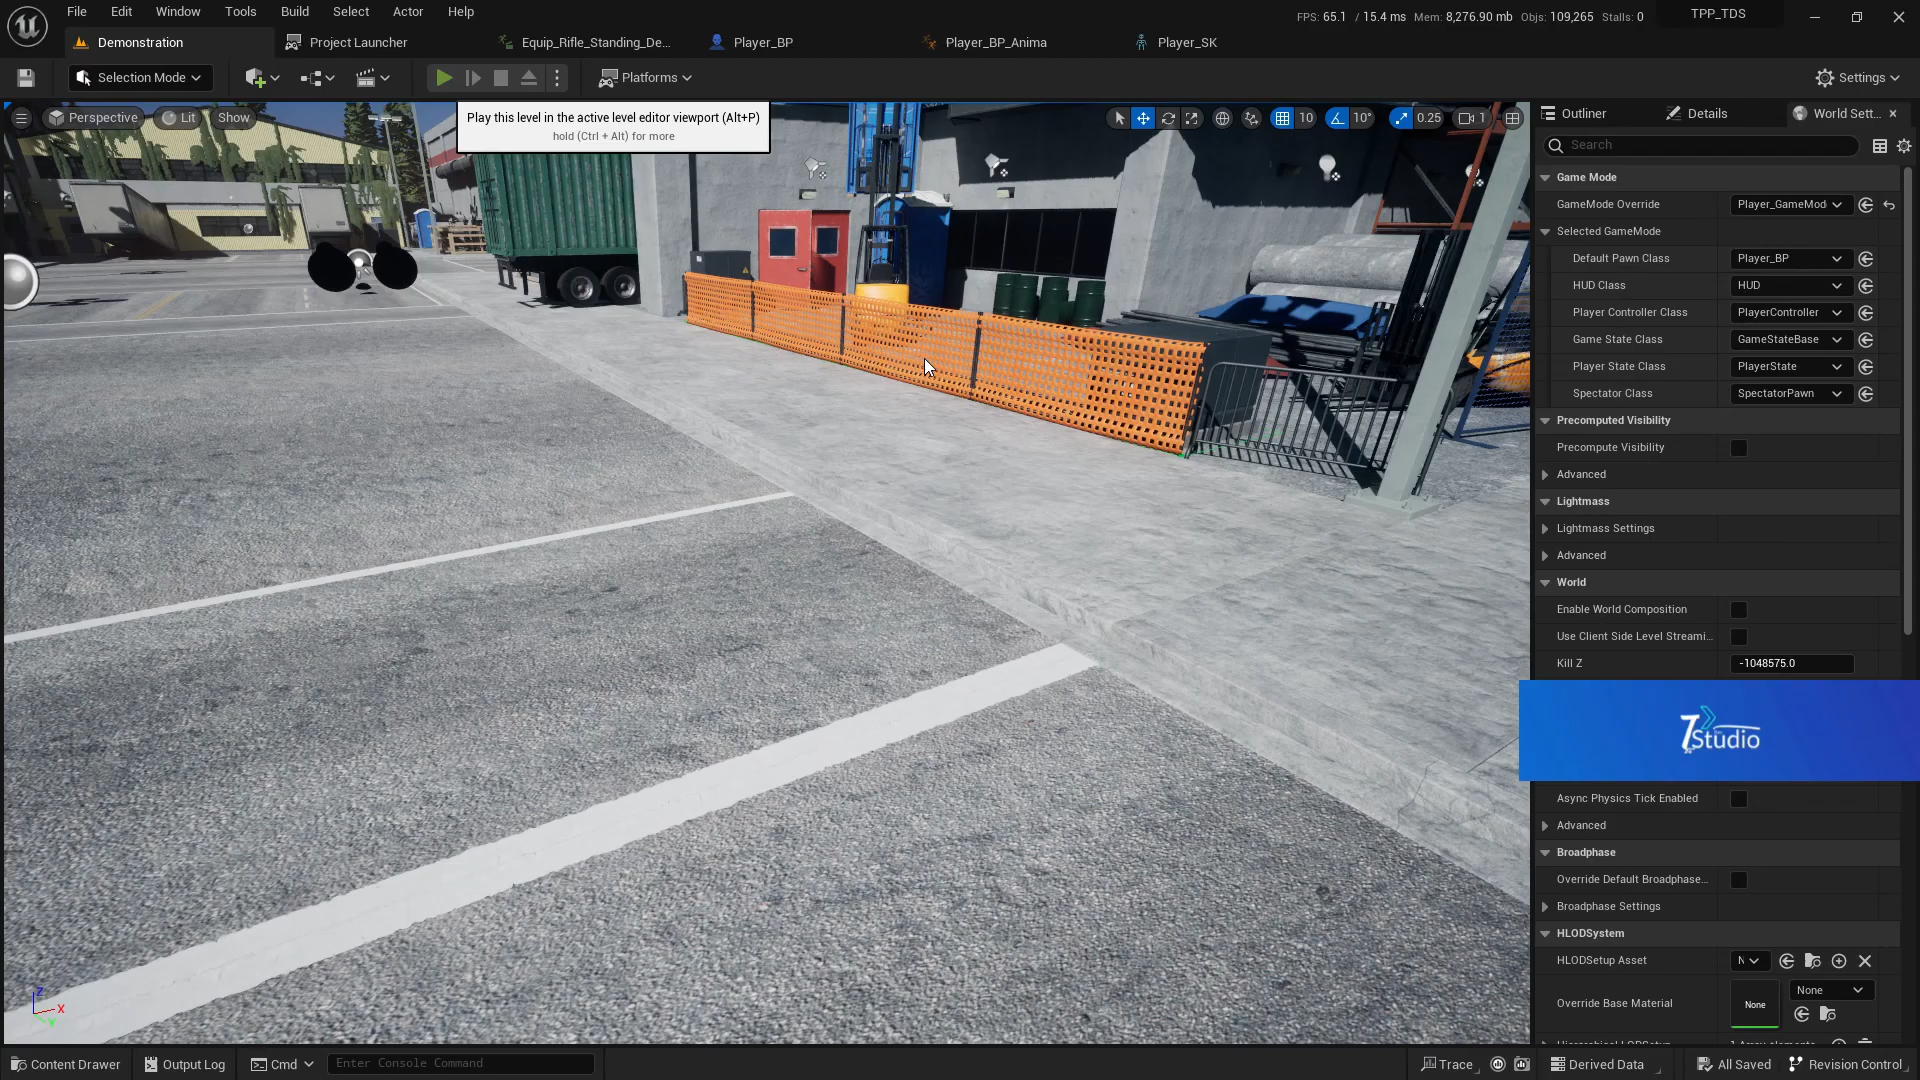 File
Edit
Window
Tools
Build
Select
Actor
Help
FPS: 65.1 / 15.4 ms Mem: 8,276.90 mb Objs: 109,265 Stalls: 0
TPP_TDS
Demonstration
Project Launcher
Equip_Rifle_Standing_De...
Player_BP
Player_BP_Anima
Player_SK
Selection Mode
Platforms
Settings
Perspective
Lit
Show
Play this level in the active level editor viewport (Alt+P)
hold (Ctrl + Alt) for more
10
10°
0.25
1
Outliner
Details
World Sett...
Search
Game Mode
GameMode Override
Player_GameMod
Selected GameMode
Default Pawn Class
Player_BP
HUD Class
HUD
Player Controller Class
PlayerController
Game State Class
GameStateBase
Player State Class
PlayerState
Spectator Class
SpectatorPawn
Precomputed Visibility
Precompute Visibility
Advanced
Lightmass
Lightmass Settings
Advanced
World
Enable World Composition
Use Client Side Level Streami...
Kill Z
-1048575.0
7Studio
Async Physics Tick Enabled
Advanced
Broadphase
Override Default Broadphase...
Broadphase Settings
HLODSystem
HLODSetup Asset
N
Override Base Material
None
None
Z
X
Y
Content Drawer
Output Log
Cmd
Enter Console Command
Trace
Derived Data
All Saved
Revision Control